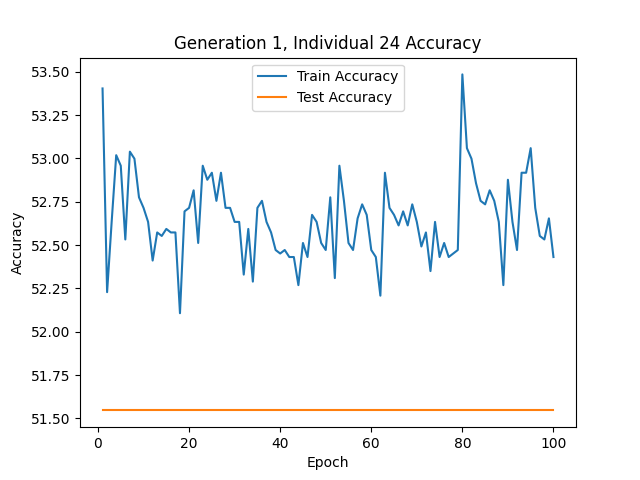 Generation 1, Individual 24 Accuracy
Train Accuracy
Test Accuracy
53.50
53.25
53.00
52.75
52.50
52.25
52.00
51.75
51.50
Accuracy
0 20 40 60 80 100
Epoch